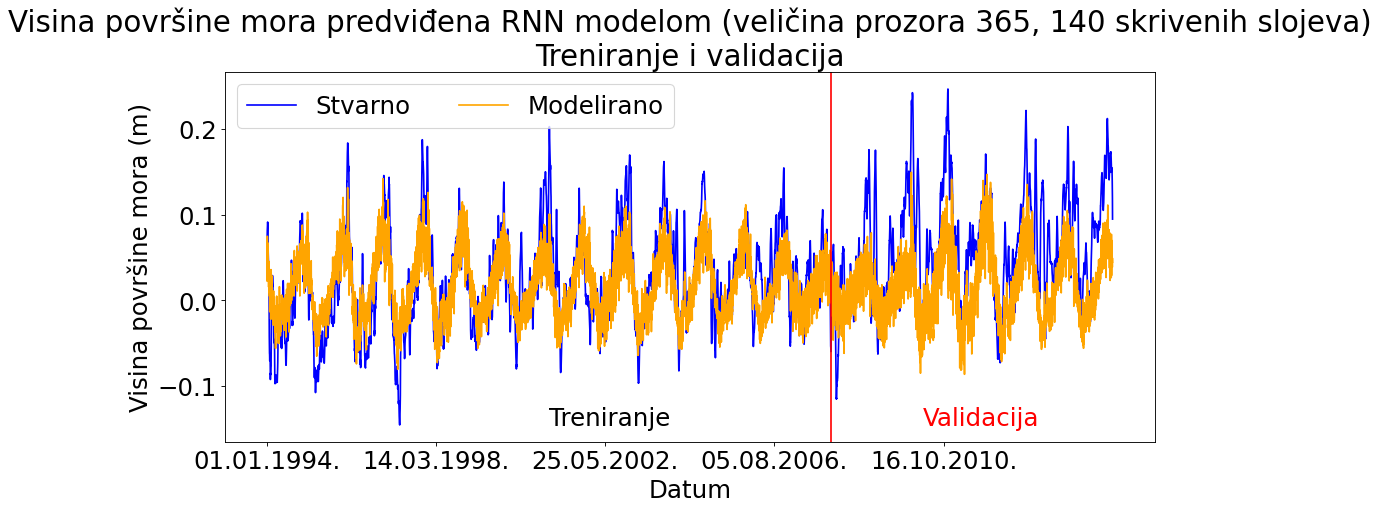 Visina površine mora predviđena RNN modelom (veličina prozora 365, 140 skrivenih slojeva)
Treniranje i validacija
Stvarno
Modelirano
Visina površine mora (m)
0.2
0.1
0.0
−0.1
Treniranje
Validacija
01.01.1994.
14.03.1998.
25.05.2002.
05.08.2006.
16.10.2010.
Datum